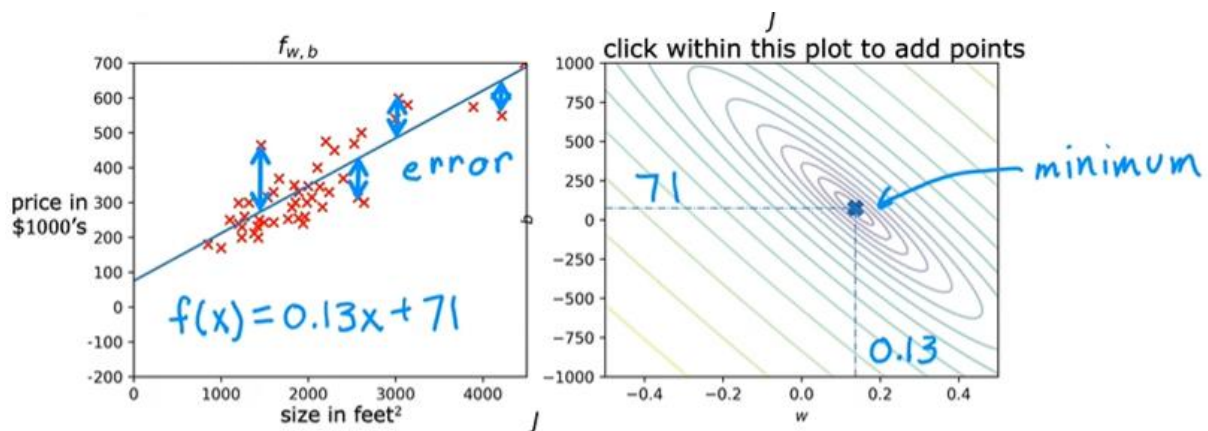 f_{w, b}
700
600
500
400
300
200
100
0
-100
-200
price in
$1000's
error
f(x) = 0.13x + 71
0
1000
2000
3000
4000
size in feet²
J
J
click within this plot to add points
1000
750
500
250
0
−250
−500
−750
−1000
b
71
minimum
0.13
−0.4
−0.2
0.0
0.2
0.4
w